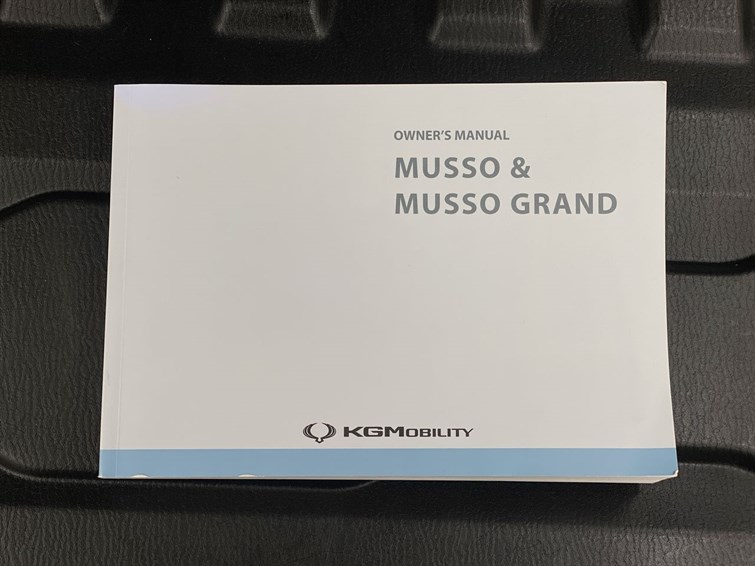 OWNER'S MANUAL
MUSSO &
MUSSO GRAND
KGMOBILITY